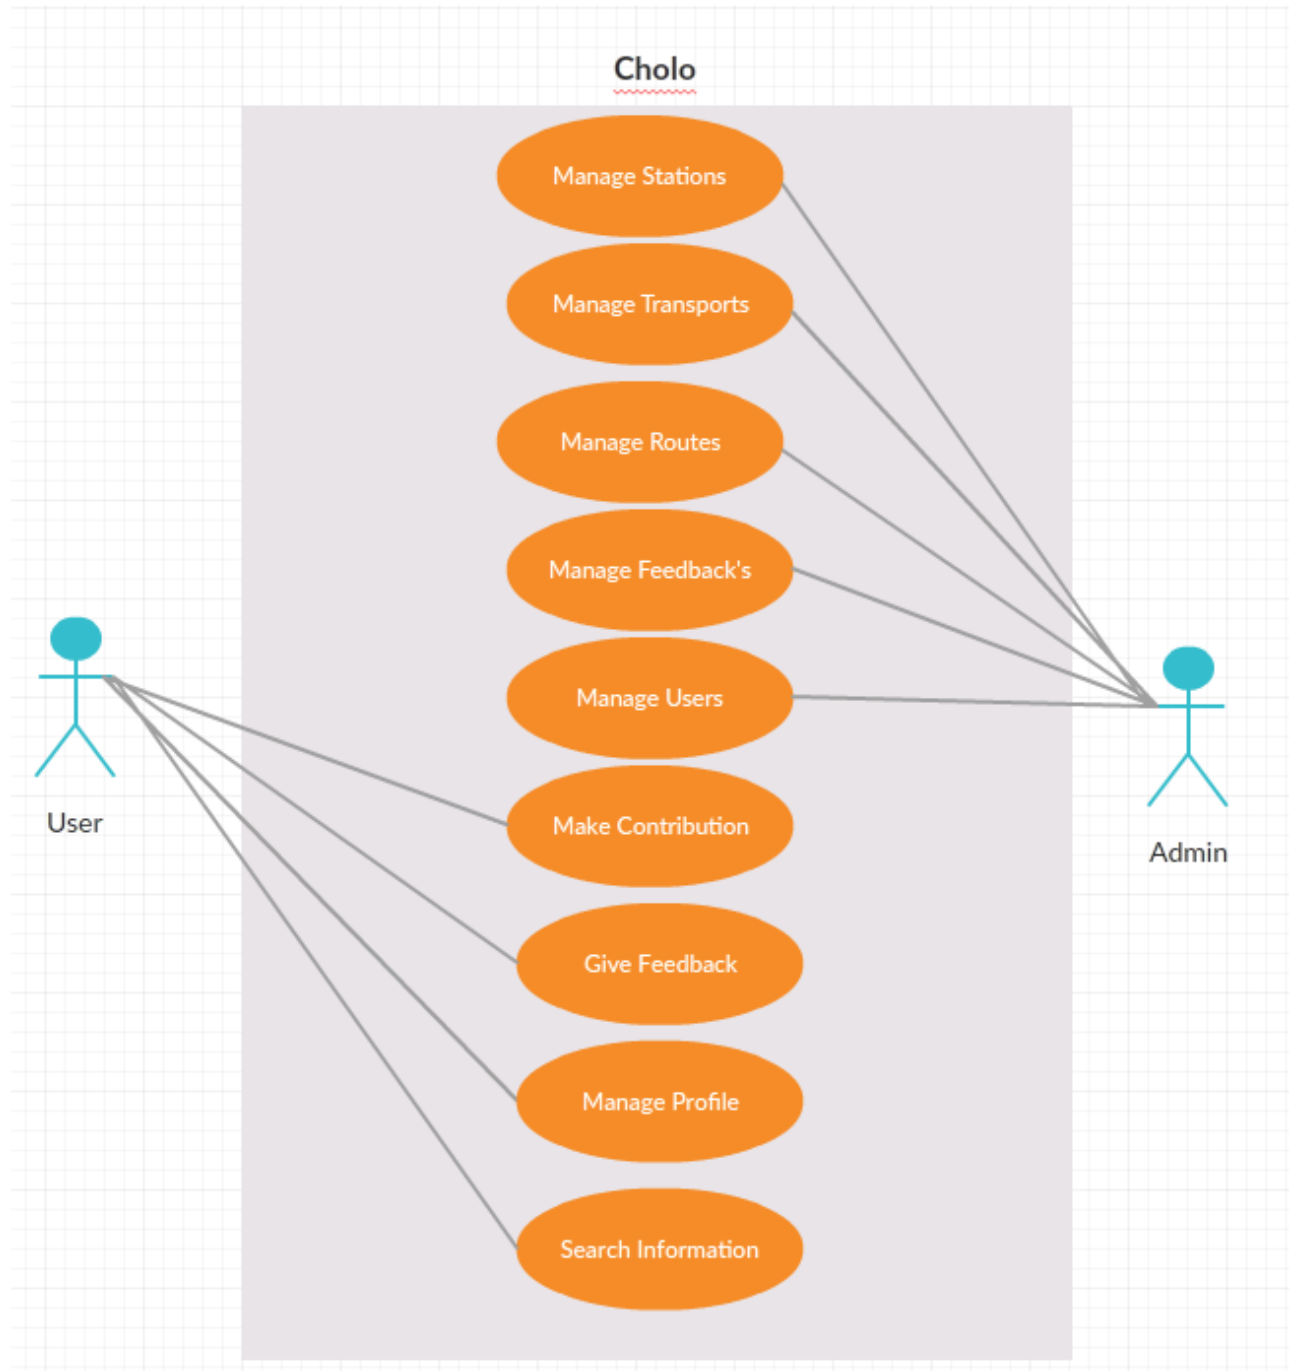 Cholo
Manage Stations
Manage Transports
Manage Routes
Manage Feedback's
Manage Users
Make Contribution
Give Feedback
Manage Profile
Search Information
User
Admin